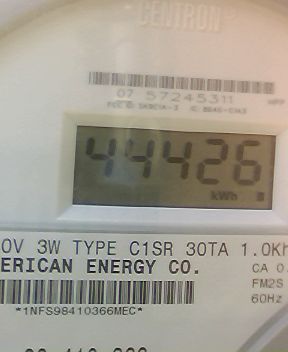 CENTRON
07 57245311
44426
kWh
0V 3W TYPE C1SR 30TA 1.0Kh
ERICAN ENERGY CO.
CA 0.
FM2S
60Hz
*1NFS98410366MEC*